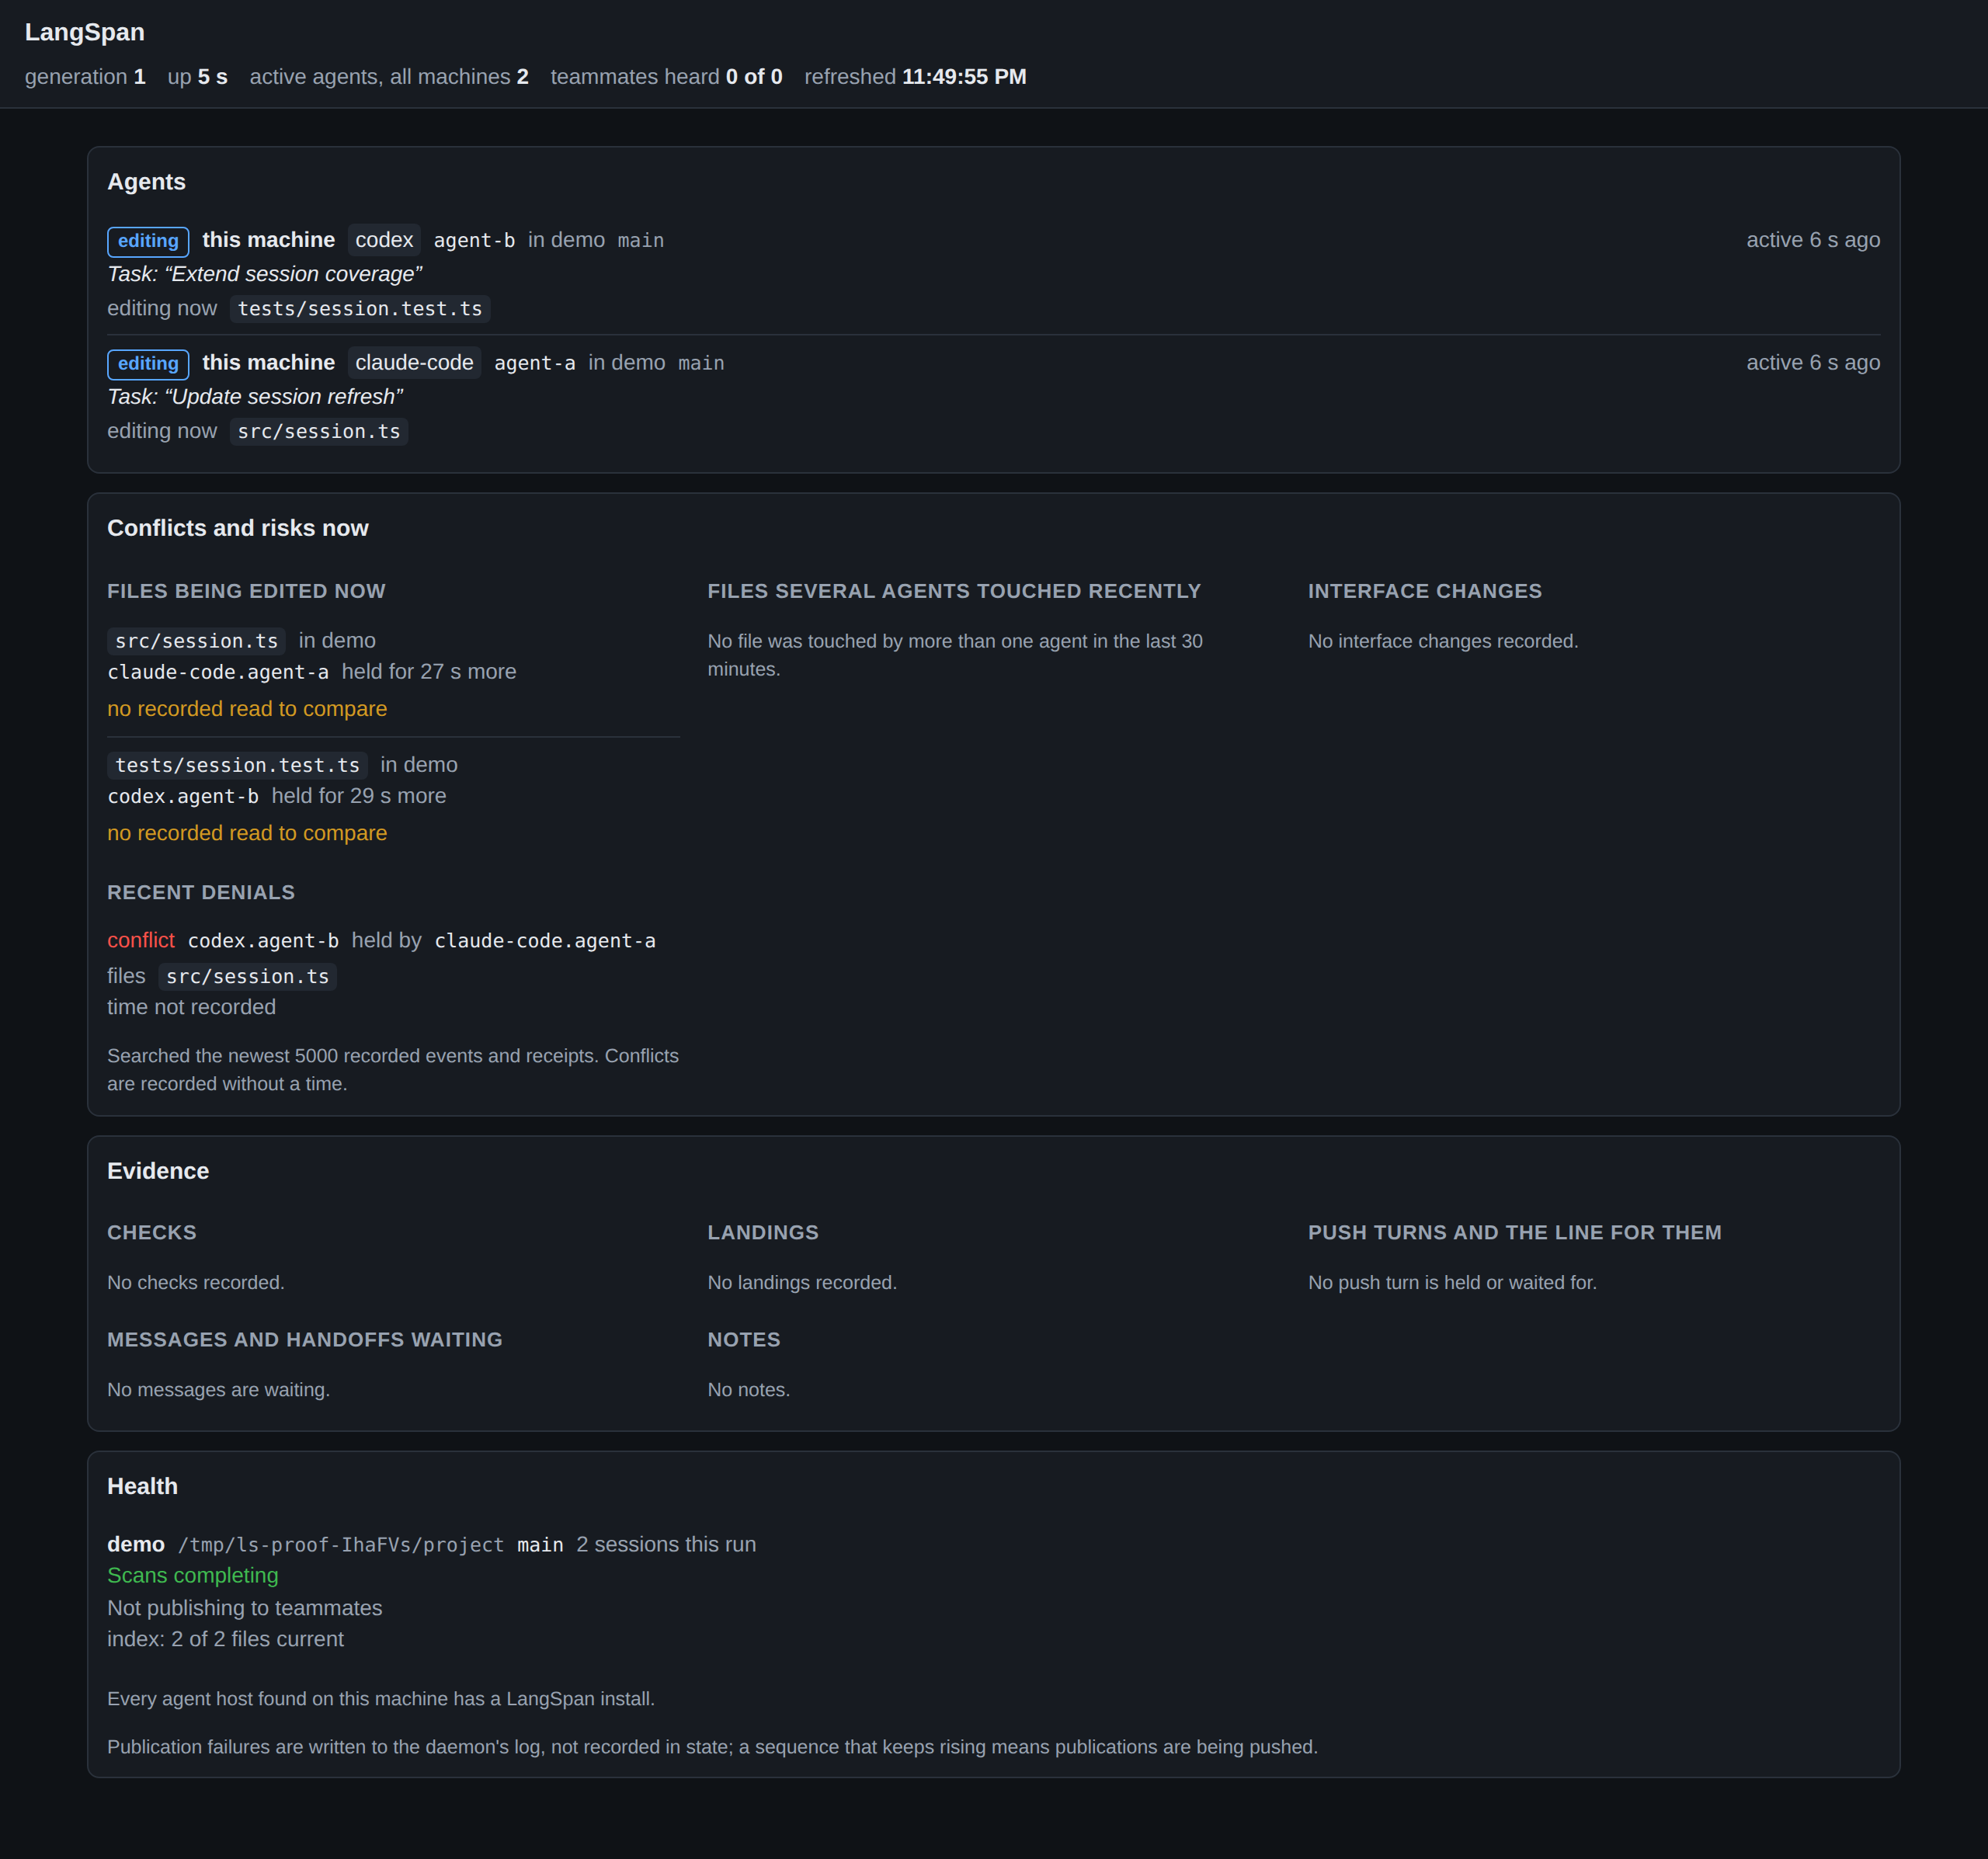 LangSpan
generation 1 up 5 s active agents, all machines 2 teammates heard 0 of 0 refreshed 11:49:55 PM
Agents
editing this machine codex agent-b in demo main active 6 s ago
Task: “Extend session coverage”
editing now tests/session.test.ts
editing this machine claude-code agent-a in demo main active 6 s ago
Task: “Update session refresh”
editing now src/session.ts
Conflicts and risks now
FILES BEING EDITED NOW
src/session.ts in demo
claude-code.agent-a held for 27 s more
no recorded read to compare
tests/session.test.ts in demo
codex.agent-b held for 29 s more
no recorded read to compare
FILES SEVERAL AGENTS TOUCHED RECENTLY
No file was touched by more than one agent in the last 30
minutes.
INTERFACE CHANGES
No interface changes recorded.
RECENT DENIALS
conflict codex.agent-b held by claude-code.agent-a
files src/session.ts
time not recorded
Searched the newest 5000 recorded events and receipts. Conflicts
are recorded without a time.
Evidence
CHECKS
No checks recorded.
LANDINGS
No landings recorded.
PUSH TURNS AND THE LINE FOR THEM
No push turn is held or waited for.
MESSAGES AND HANDOFFS WAITING
No messages are waiting.
NOTES
No notes.
Health
demo /tmp/ls-proof-IhaFVs/project main 2 sessions this run
Scans completing
Not publishing to teammates
index: 2 of 2 files current
Every agent host found on this machine has a LangSpan install.
Publication failures are written to the daemon's log, not recorded in state; a sequence that keeps rising means publications are being pushed.